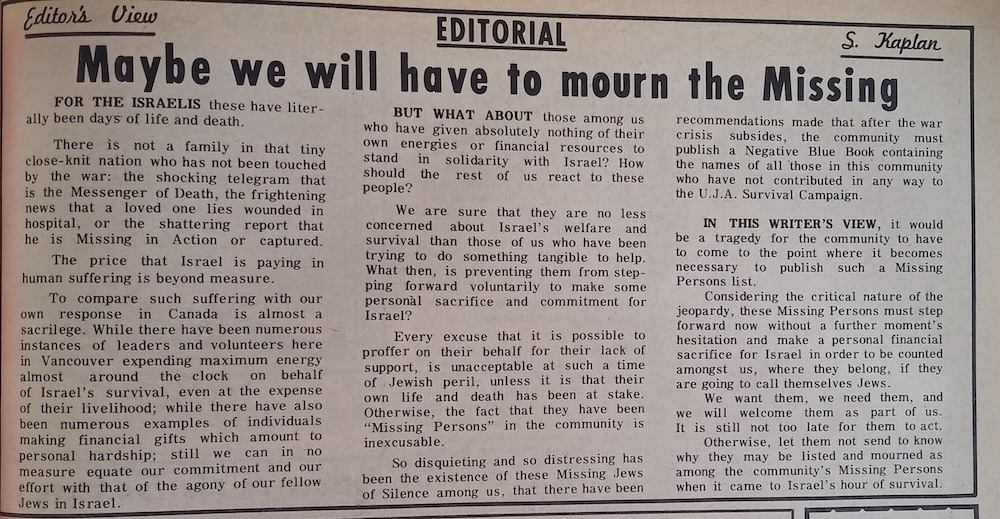 Editor's View
EDITORIAL
S. Kaplan
Maybe we will have to mourn the Missing
FOR THE ISRAELIS these have liter-
ally been days of life and death.
There is not a family in that tiny
close-knit nation who has not been touched
by the war: the shocking telegram that
is the Messenger of Death, the frightening
news that a loved one lies wounded in
hospital, or the shattering report that
he is Missing in Action or captured.
The price that Israel is paying in
human suffering is beyond measure.
To compare such suffering with our
own response in Canada is almost a
sacrilege. While there have been numerous
instances of leaders and volunteers here
in Vancouver expending maximum energy
almost around the clock on behalf
of Israel's survival, even at the expense
of their livelihood; while there have also
been numerous examples of individuals
making financial gifts which amount to
personal hardship; still we can in no
measure equate our commitment and our
effort with that of the agony of our fellow
Jews in Israel.
BUT WHAT ABOUT those among us
who have given absolutely nothing of their
own energies or financial resources to
stand in solidarity with Israel? How
should the rest of us react to these
people?
We are sure that they are no less
concerned about Israel's welfare and
survival than those of us who have been
trying to do something tangible to help.
What then, is preventing them from step-
ping forward voluntarily to make some
personal sacrifice and commitment for
Israel?
Every excuse that it is possible to
proffer on their behalf for their lack of
support, is unacceptable at such a time
of Jewish peril, unless it is that their
own life and death has been at stake.
Otherwise, the fact that they have been
"Missing Persons" in the community is
inexcusable.
So disquieting and so distressing has
been the existence of these Missing Jews
of Silence among us, that there have been
recommendations made that after the war
crisis subsides, the community must
publish a Negative Blue Book containing
the names of all those in this community
who have not contributed in any way to
the U.J.A. Survival Campaign.
IN THIS WRITER'S VIEW, it would
be a tragedy for the community to have
to come to the point where it becomes
necessary to publish such a Missing
Persons list.
Considering the critical nature of the
jeopardy, these Missing Persons must step
forward now without a further moment's
hesitation and make a personal financial
sacrifice for Israel in order to be counted
amongst us, where they belong, if they
are going to call themselves Jews.
We want them, we need them, and
we will welcome them as part of us.
It is still not too late for them to act.
Otherwise, let them not send to know
why they may be listed and mourned as
among the community's Missing Persons
when it came to Israel's hour of survival.